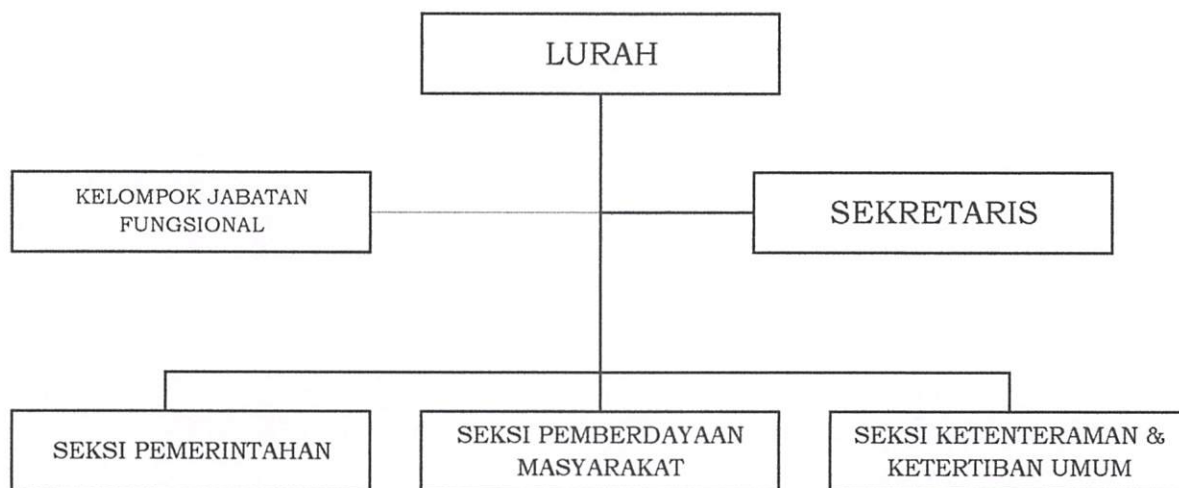 LURAH
KELOMPOK JABATAN
FUNGSIONAL
SEKRETARIS
SEKSI PEMERINTAHAN
SEKSI PEMBERDAYAAN
MASYARAKAT
SEKSI KETENTERAMAN &
KETERTIBAN UMUM